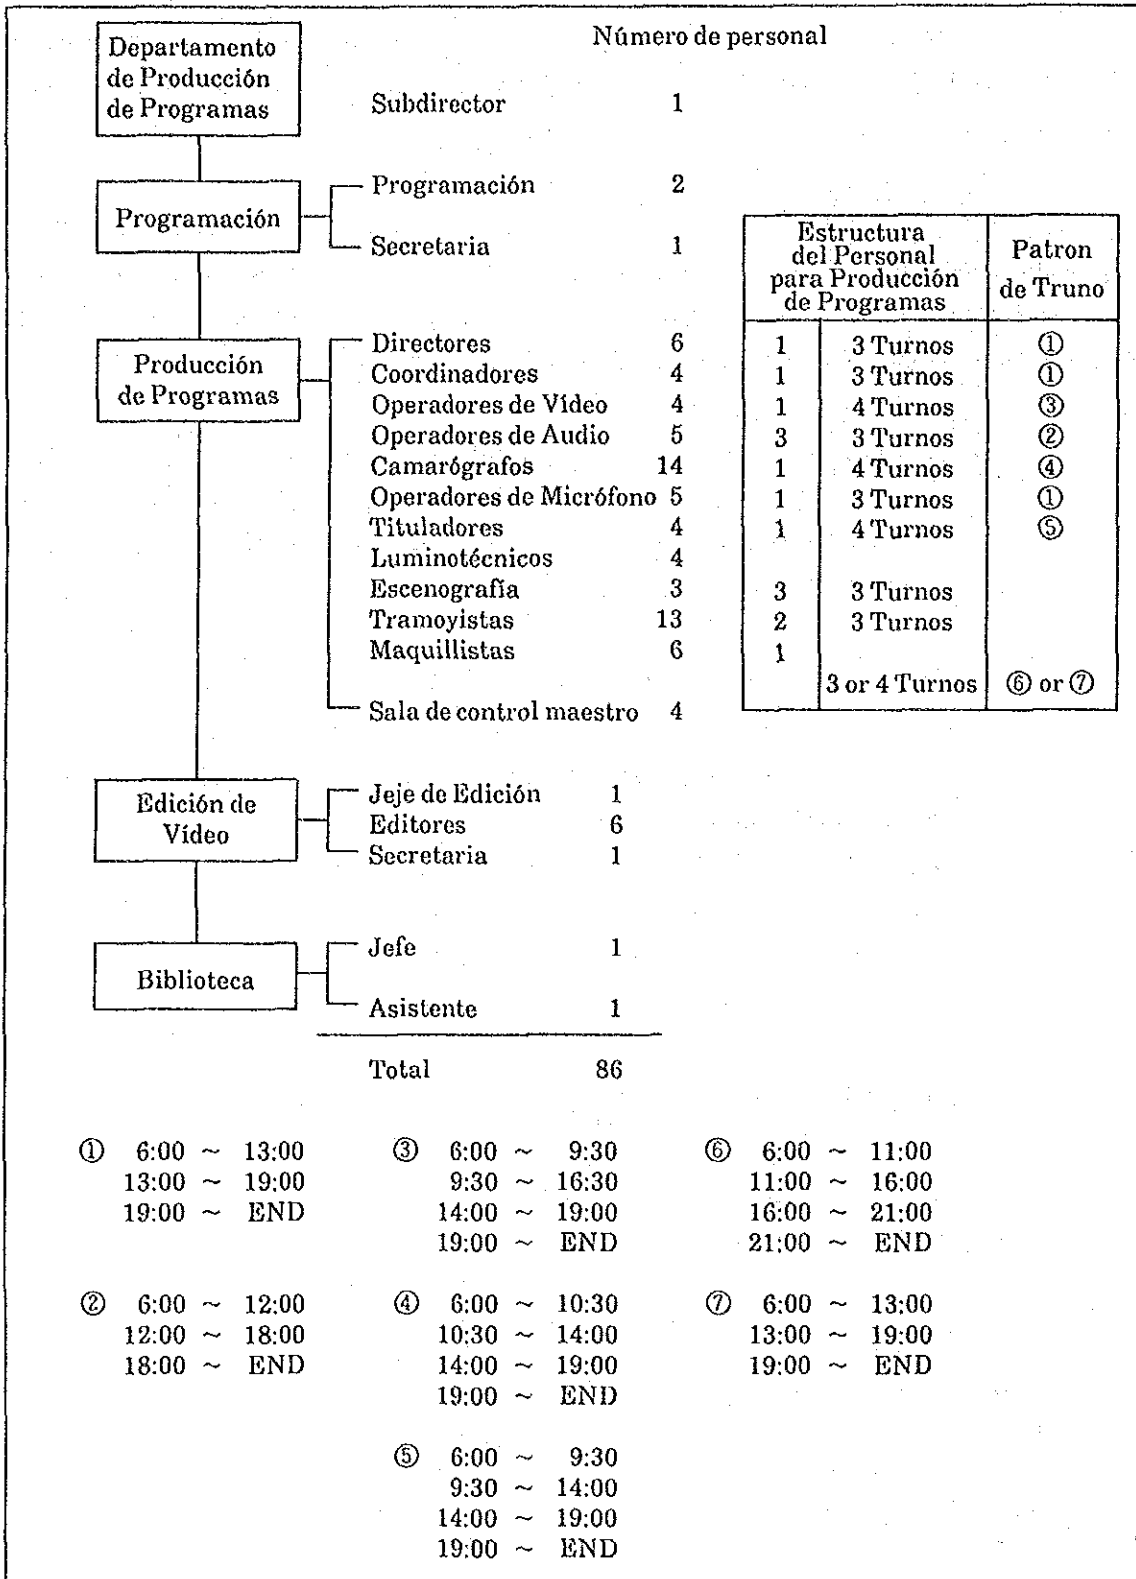 Número de personal
Departamento
de Producción
de Programas
Subdirector 1
Programación
Programación 2
Secretaria 1
Estructura
del Personal
para Producción
de Programas
Patron
de Truno
Producción
de Programas
Directores 6 1 3 Turnos ①
Coordinadores 4 1 3 Turnos ①
Operadores de Vídeo 4 1 4 Turnos ③
Operadores de Audio 5 3 3 Turnos ②
Camarógrafos 14 1 4 Turnos ④
Operadores de Micrófono 5 1 3 Turnos ①
Tituladores 4 1 4 Turnos ⑤
Luminotécnicos 4
Escenografía 3 3 3 Turnos
Tramoyistas 13 2 3 Turnos
Maquillistas 6 1
3 or 4 Turnos ⑥ or ⑦
Sala de control maestro 4
Edición de
Vídeo
Jeje de Edición 1
Editores 6
Secretaria 1
Biblioteca
Jefe 1
Asistente 1
Total 86
① 6:00 ~ 13:00
13:00 ~ 19:00
19:00 ~ END
② 6:00 ~ 12:00
12:00 ~ 18:00
18:00 ~ END
③ 6:00 ~ 9:30
9:30 ~ 16:30
14:00 ~ 19:00
19:00 ~ END
④ 6:00 ~ 10:30
10:30 ~ 14:00
14:00 ~ 19:00
19:00 ~ END
⑤ 6:00 ~ 9:30
9:30 ~ 14:00
14:00 ~ 19:00
19:00 ~ END
⑥ 6:00 ~ 11:00
11:00 ~ 16:00
16:00 ~ 21:00
21:00 ~ END
⑦ 6:00 ~ 13:00
13:00 ~ 19:00
19:00 ~ END